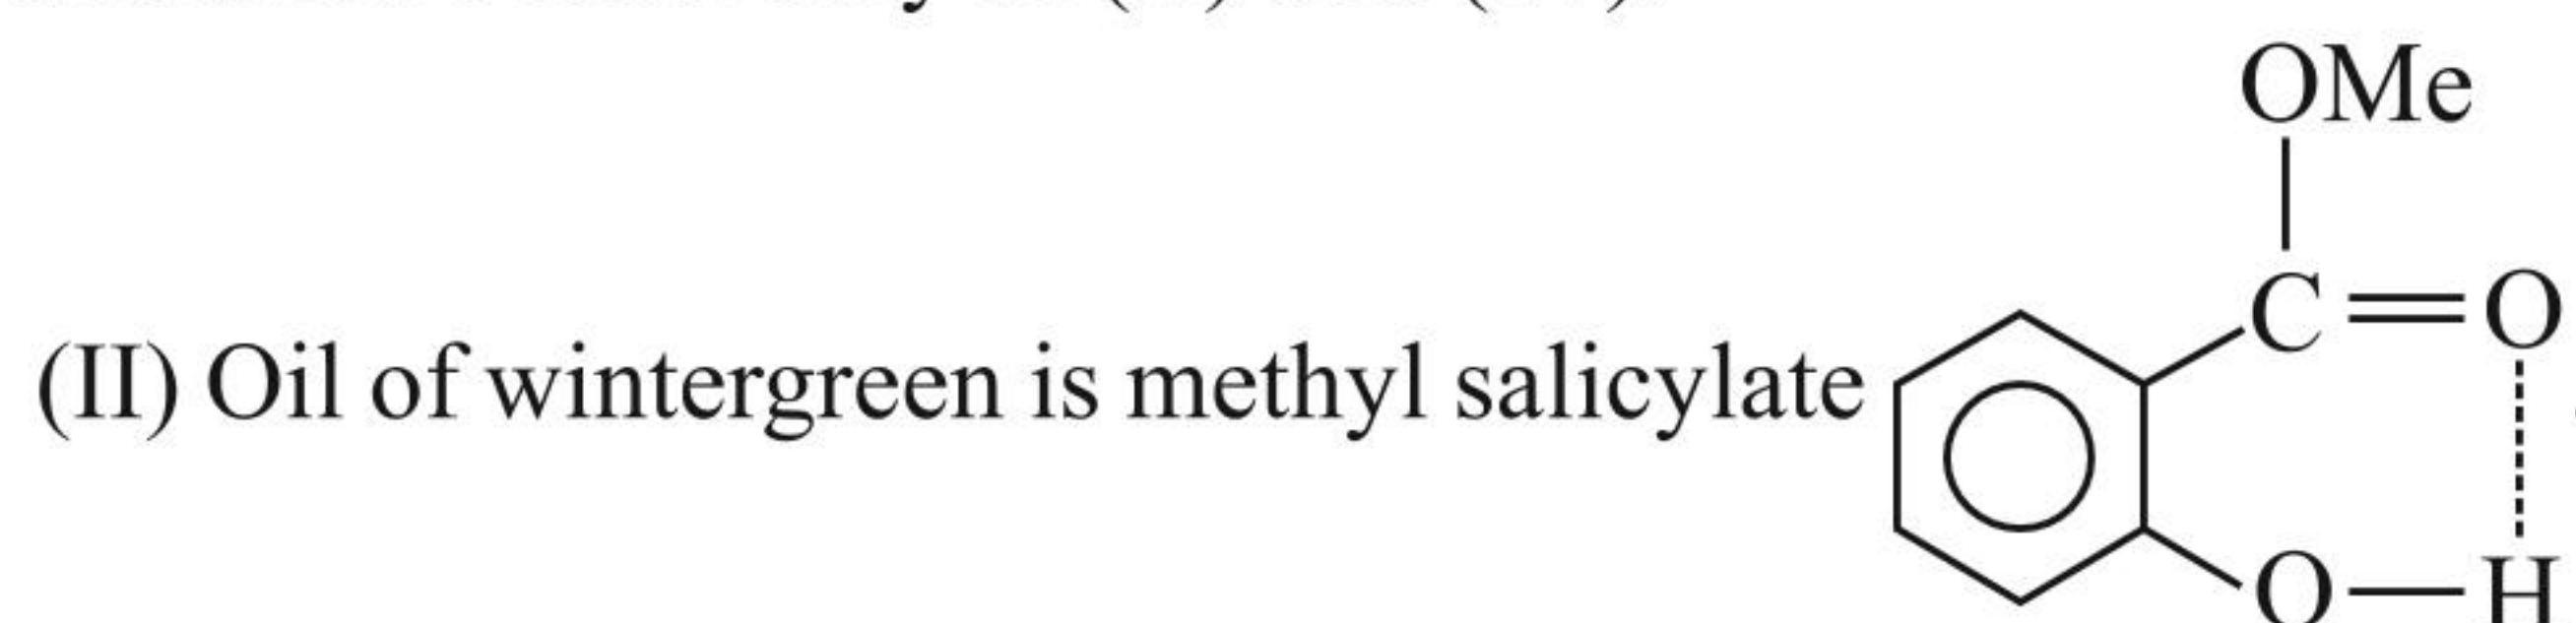 OMe
C = O
(II) Oil of wintergreen is methyl salicylate
O — H